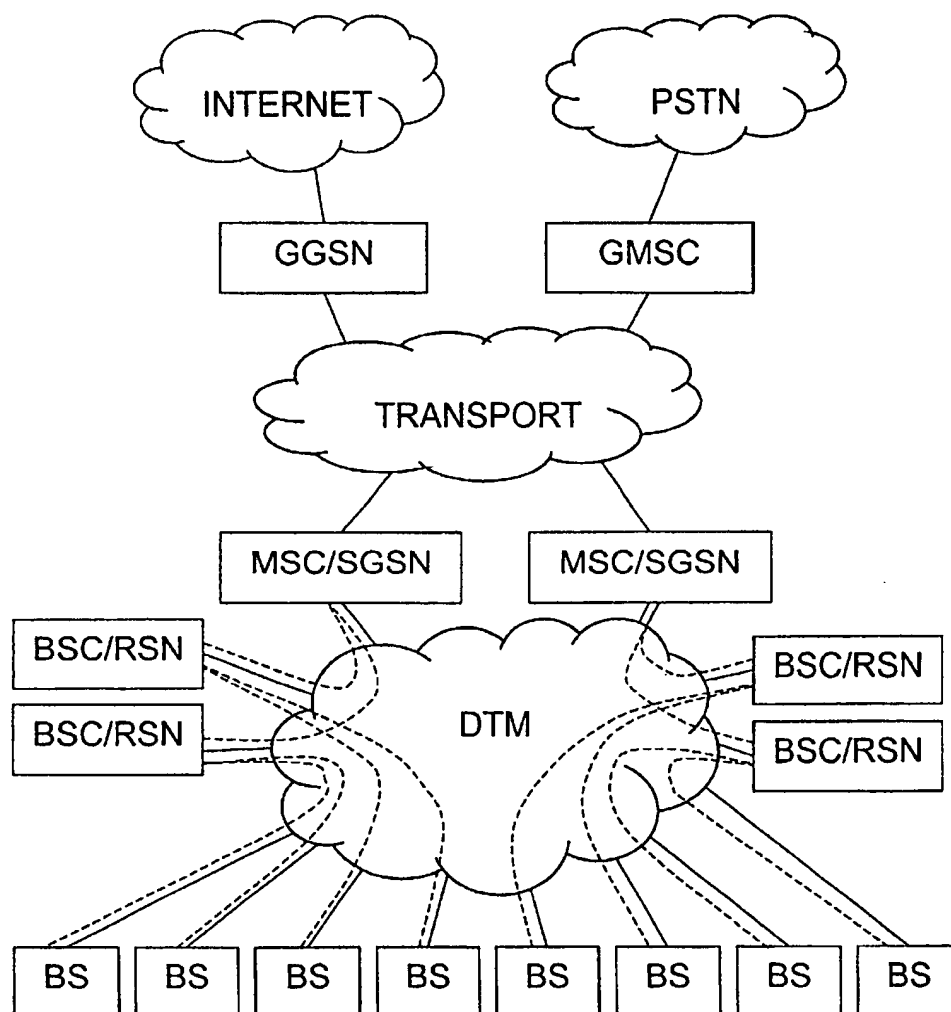 INTERNET
PSTN
GGSN
GMSC
TRANSPORT
MSC/SGSN
MSC/SGSN
BSC/RSN
BSC/RSN
BSC/RSN
BSC/RSN
DTM
BS
BS
BS
BS
BS
BS
BS
BS